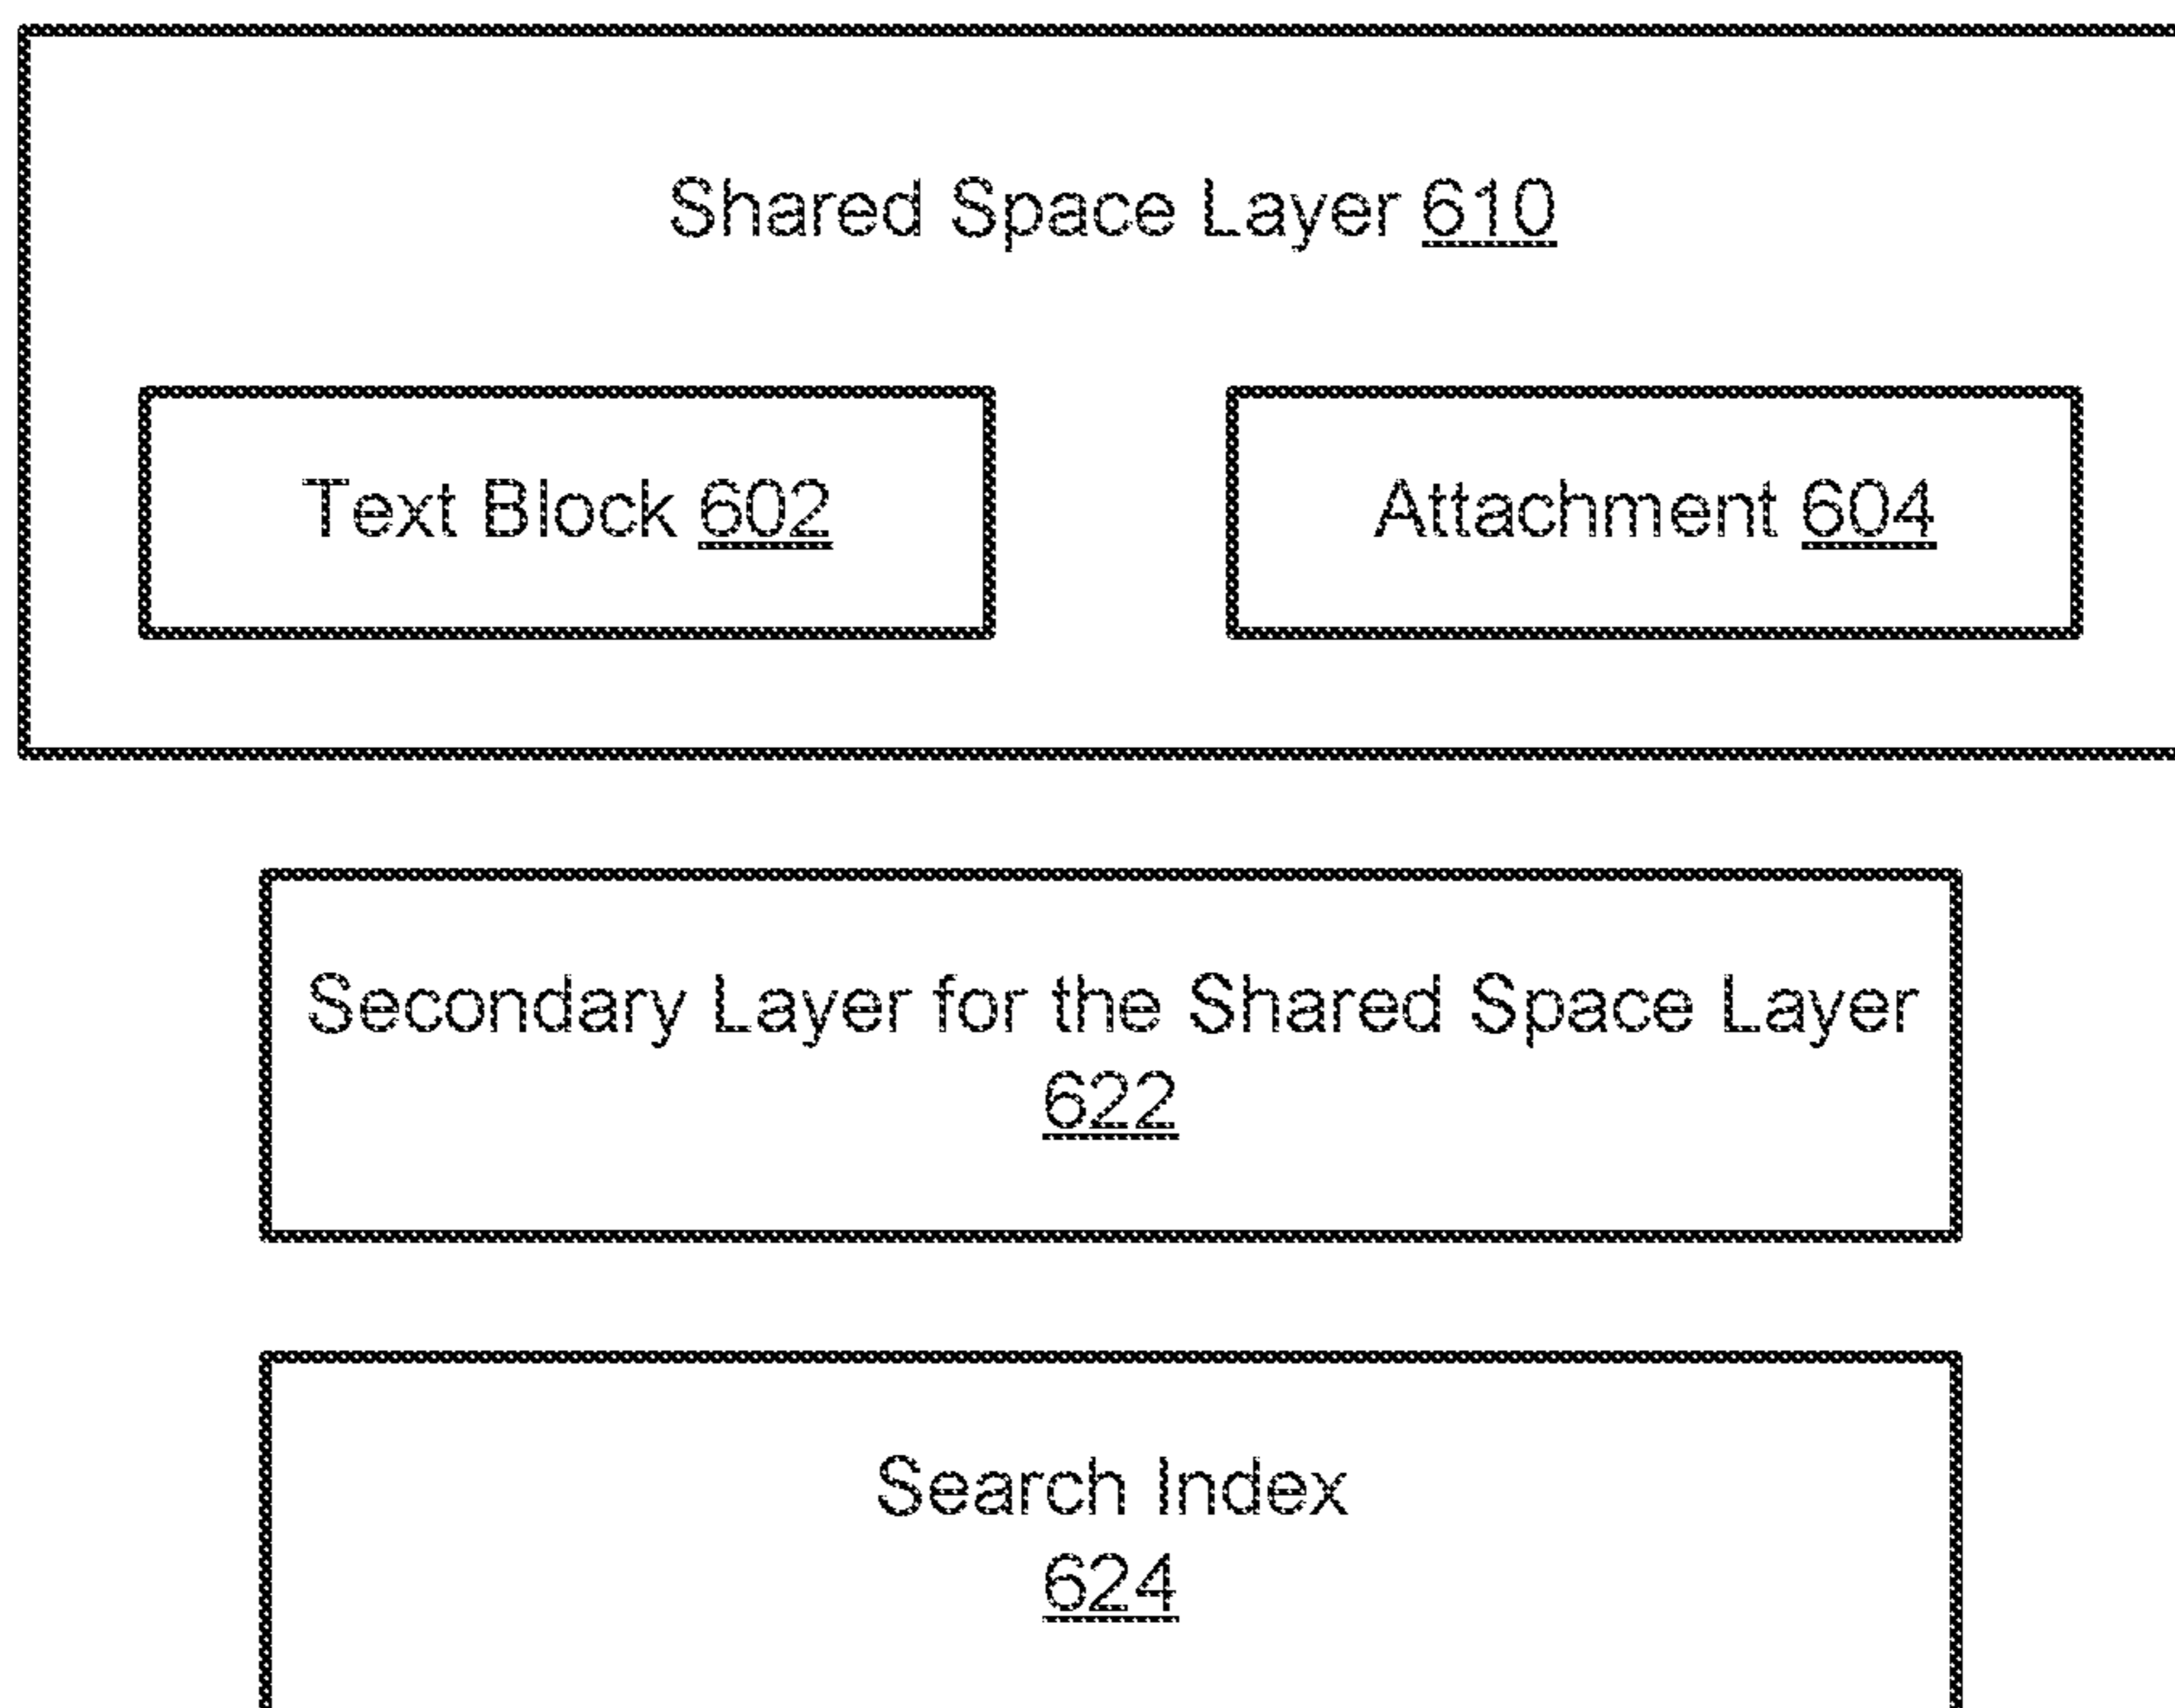 Shared Space Layer 610
Text Block 602
Attachment 604
Secondary Layer for the Shared Space Layer
622
Search Index
624